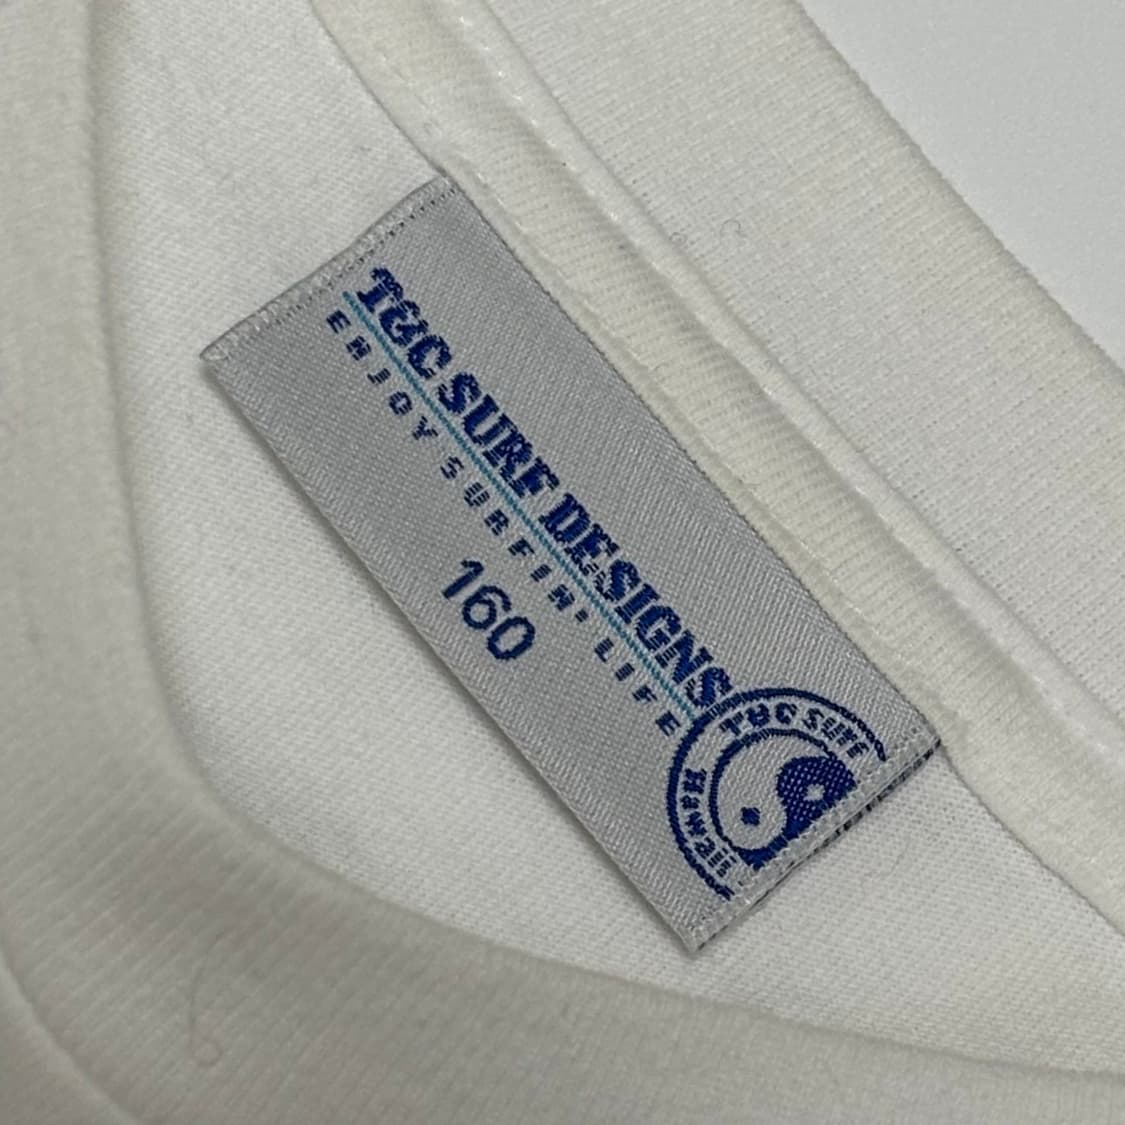 T&C SURF DESIGNS
ENJOY SURFIN' LIFE
160
T&C Surf
Hawaii